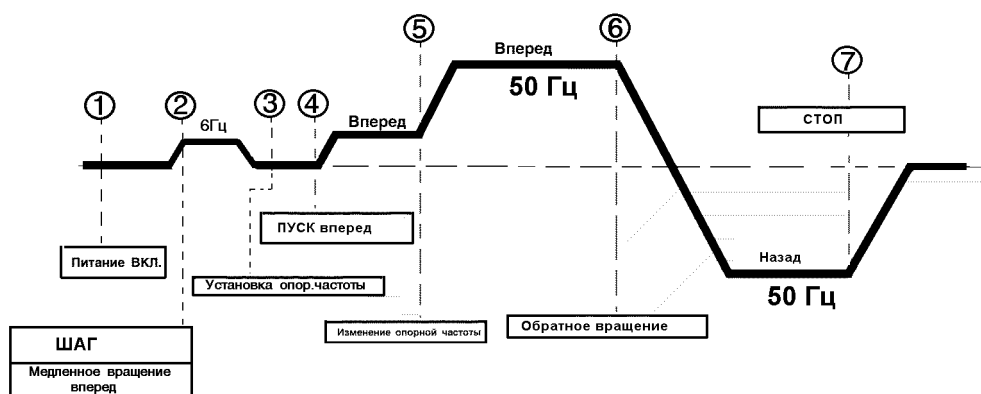 1
2
3
4
5
6
7
6Гц
Вперед
Вперед
50 Гц
СТОП
Питание ВКЛ.
ПУСК вперед
Установка опор.частоты
Изменение опорной частоты
Обратное вращение
Назад
50 Гц
ШАГ
Медленное вращение
вперед